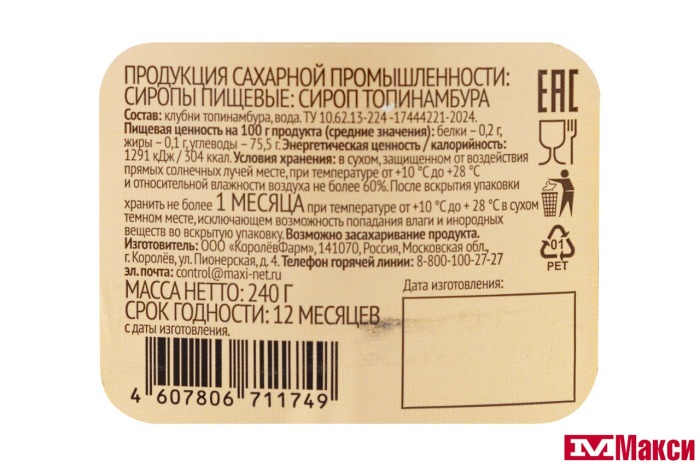 ПРОДУКЦИЯ САХАРНОЙ ПРОМЫШЛЕННОСТИ:
СИРОПЫ ПИЩЕВЫЕ: СИРОП ТОПИНАМБУРА
Состав: клубни топинамбура, вода. ТУ 10.62.13-224 -17444221-2024.
Пищевая ценность на 100 г продукта (средние значения): белки – 0,2 г,
жиры – 0,1 г, углеводы – 75,5 г. Энергетическая ценность / калорийность:
1291 кДж / 304 ккал. Условия хранения: в сухом, защищенном от воздействия
прямых солнечных лучей месте, при температуре от +10 °С до +28 °С
и относительной влажности воздуха не более 60%. После вскрытия упаковки
хранить не более 1 МЕСЯЦА при температуре от +10 °С до + 28 °С в сухом
темном месте, исключающем возможность попадания влаги и инородных
веществ во вскрытую упаковку. Возможно засахаривание продукта.
Изготовитель: ООО «КоролёвФарм», 141070, Россия, Московская обл.,
г. Королёв, ул. Пионерская, д. 4. Телефон горячей линии: 8-800-100-27-27
эл. почта: control@maxi-net.ru
МАССА НЕТТО: 240 Г
СРОК ГОДНОСТИ: 12 МЕСЯЦЕВ
с даты изготовления.
Дата изготовления:
4 607806 711749
EAC
01
PET
М Макси